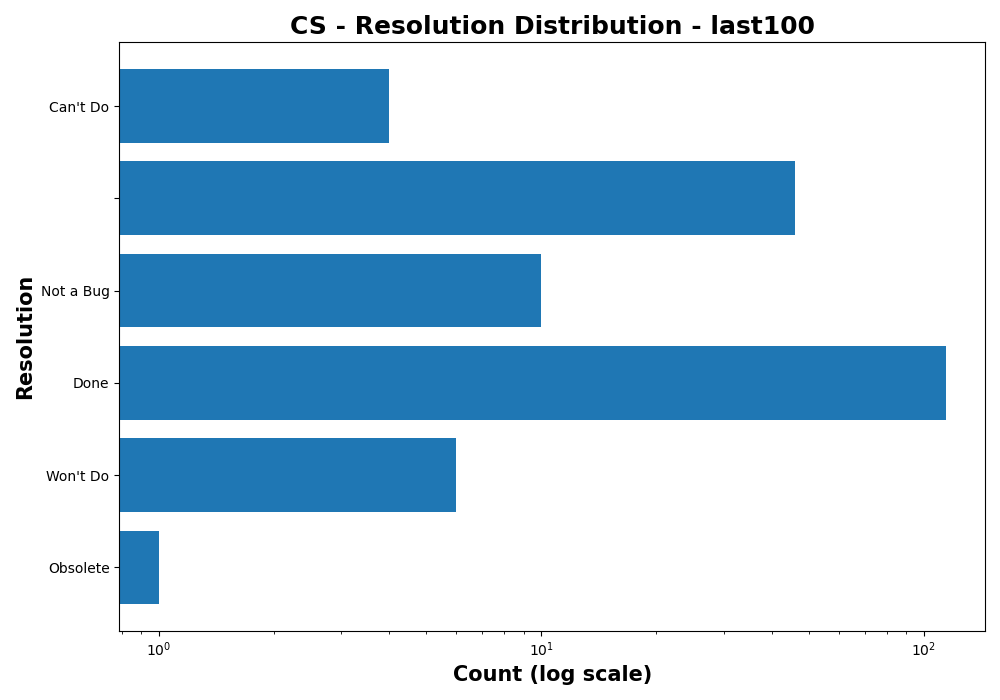 CS - Resolution Distribution - last100
Resolution
Can't Do
Not a Bug
Done
Won't Do
Obsolete
10⁰ 10¹ 10²
Count (log scale)